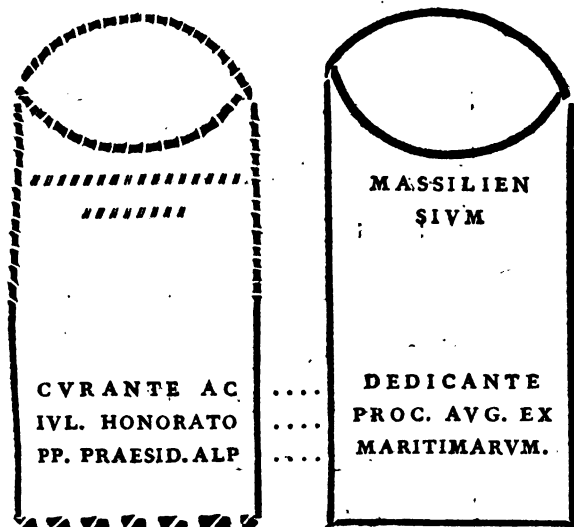 MASSILIEN
SIVM
CVRANTE AC .... DEDICANTE
IVL. HONORATO .... PROC. AVG. EX
PP. PRAESID. ALP .... MARITIMARVM.